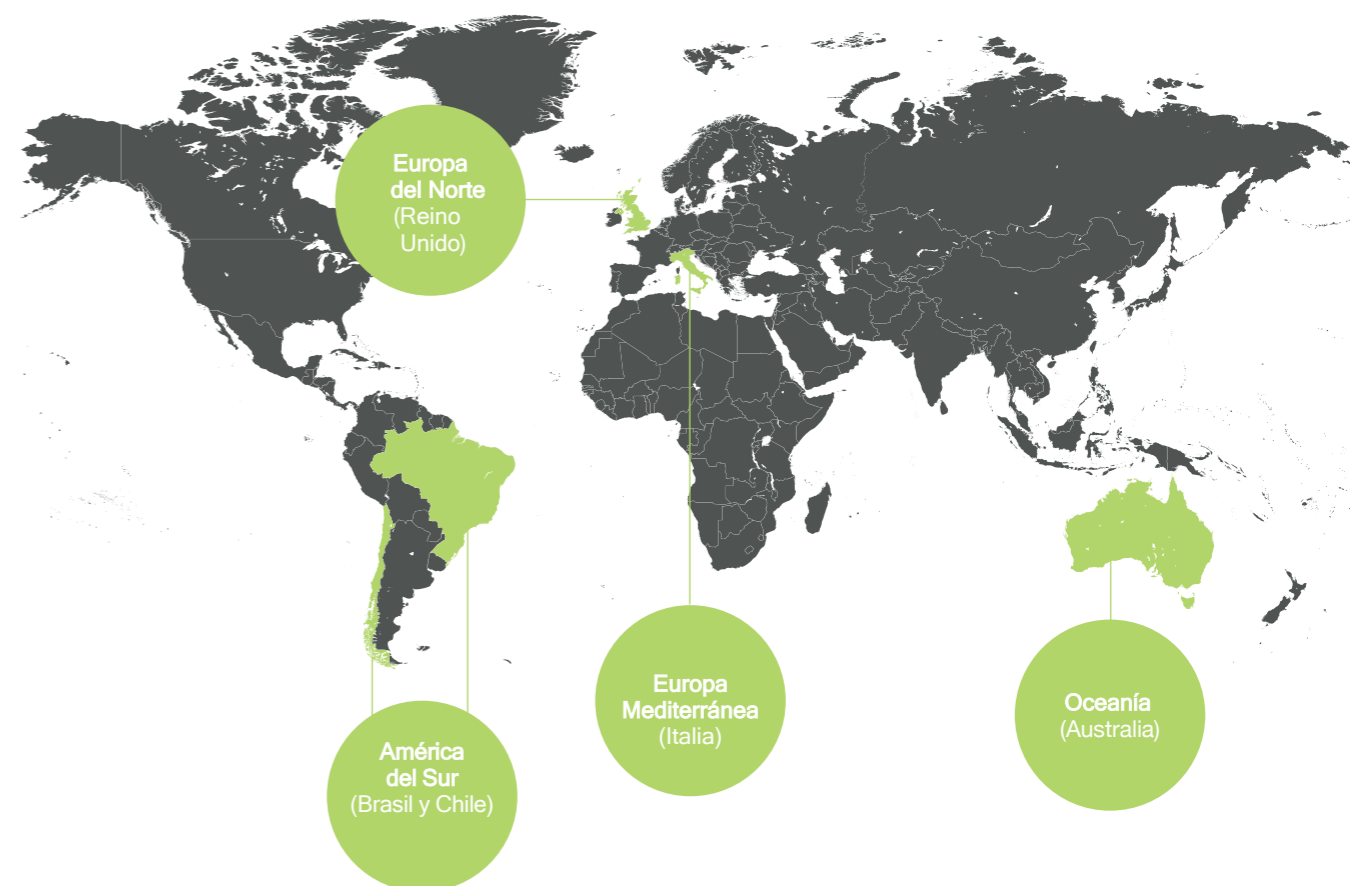 Europa
del Norte
(Reino
Unido)
América
del Sur
(Brasil y Chile)
Europa
Mediterránea
(Italia)
Oceanía
(Australia)